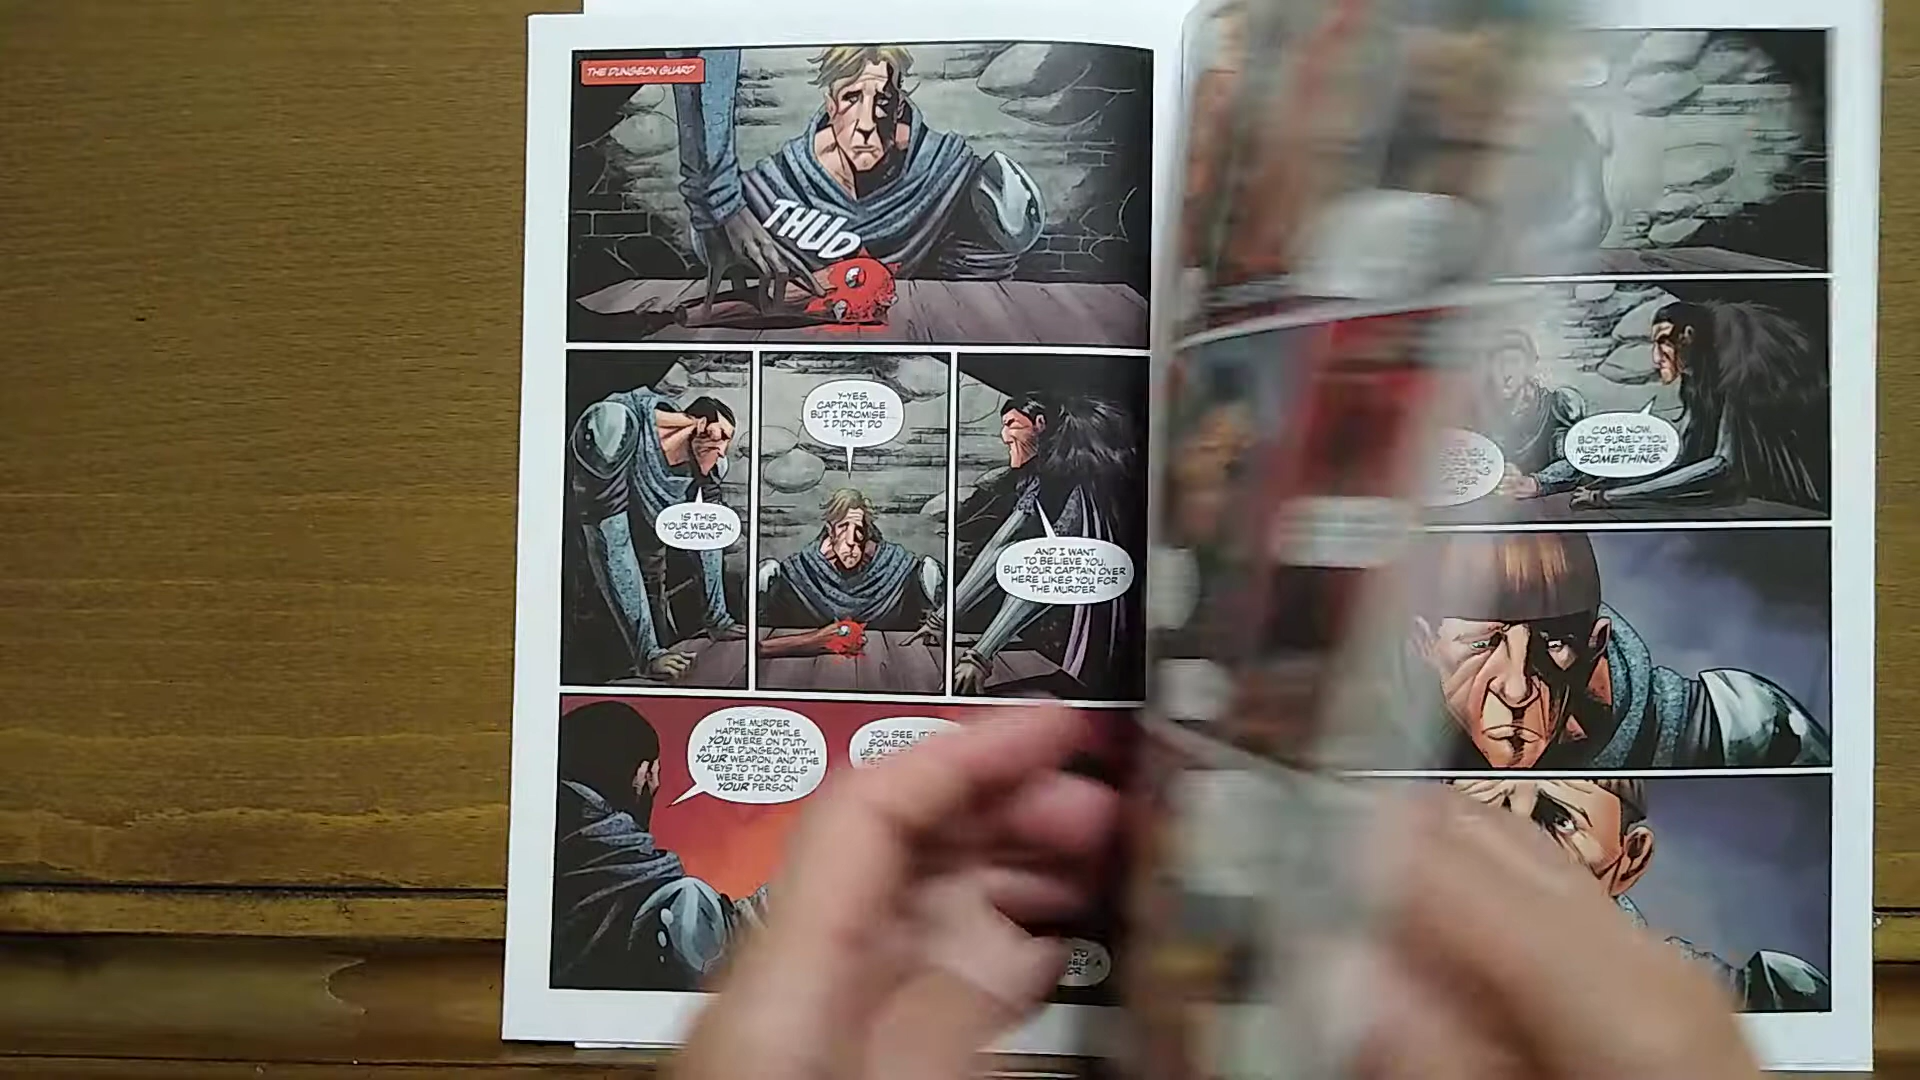 THE DUNGEON GUARD
THUD
IS THIS
YOUR WEAPON,
GODWIN?
Y-YES,
CAPTAIN DALE.
BUT I PROMISE...
I DIDN'T DO
THIS.
AND I WANT
TO BELIEVE YOU,
BUT YOUR CAPTAIN OVER
HERE LIKES YOU FOR
THE MURDER.
THE MURDER
HAPPENED WHILE
YOU WERE ON DUTY
AT THE DUNGEON, WITH
YOUR WEAPON, AND THE
KEYS TO THE CELLS
WERE FOUND ON
YOUR PERSON.
YOU SEE,
COME NOW,
BOY. SURELY YOU
MUST HAVE SEEN
SOMETHING.